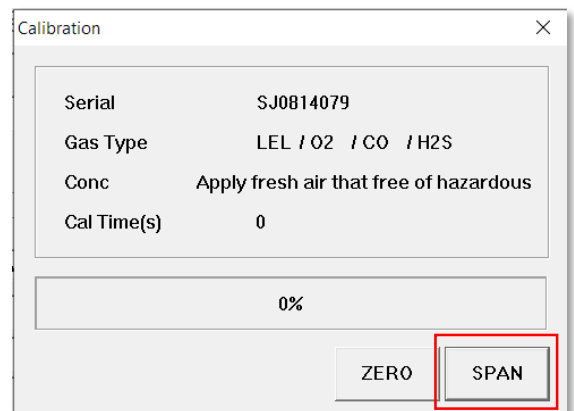 Calibration
Serial SJ0814079
Gas Type LEL / O2 / CO / H2S
Conc Apply fresh air that free of hazardous
Cal Time(s) 0
0%
ZERO SPAN